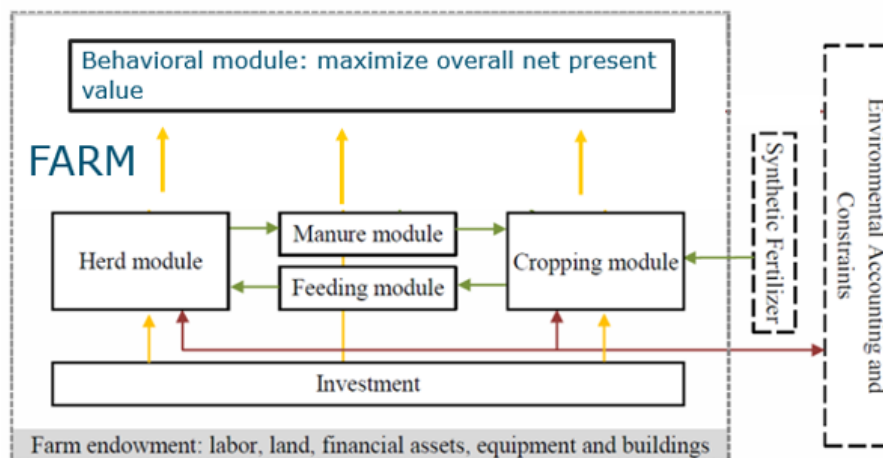 Behavioral module: maximize overall net present
value
FARM
Herd module
Manure module
Feeding module
Cropping module
Synthetic Fertilizer
Environmental Accounting and
Constraints
Investment
Farm endowment: labor, land, financial assets, equipment and buildings